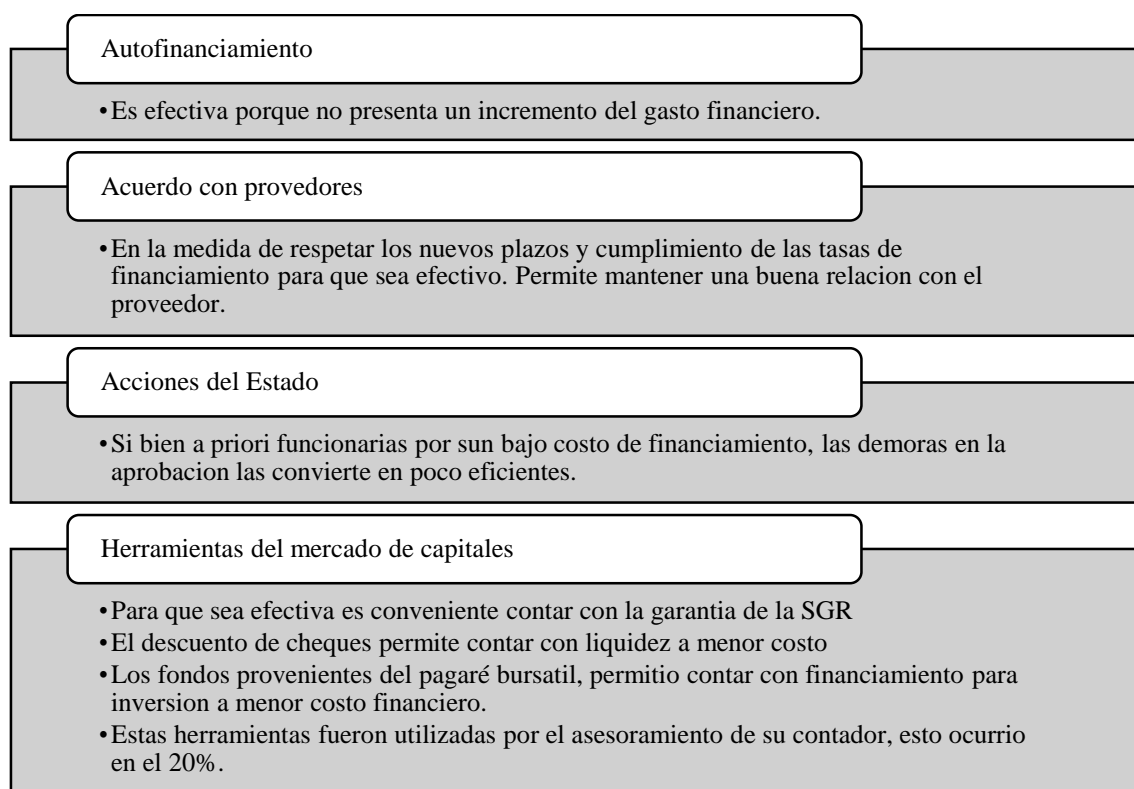 Autofinanciamiento
•Es efectiva porque no presenta un incremento del gasto financiero.
Acuerdo con provedores
•En la medida de respetar los nuevos plazos y cumplimiento de las tasas de
financiamiento para que sea efectivo. Permite mantener una buena relacion con el
proveedor.
Acciones del Estado
•Si bien a priori funcionarias por sun bajo costo de financiamiento, las demoras en la
aprobacion las convierte en poco eficientes.
Herramientas del mercado de capitales
•Para que sea efectiva es conveniente contar con la garantia de la SGR
•El descuento de cheques permite contar con liquidez a menor costo
•Los fondos provenientes del pagaré bursatil, permitio contar con financiamiento para
inversion a menor costo financiero.
•Estas herramientas fueron utilizadas por el asesoramiento de su contador, esto ocurrio
en el 20%.